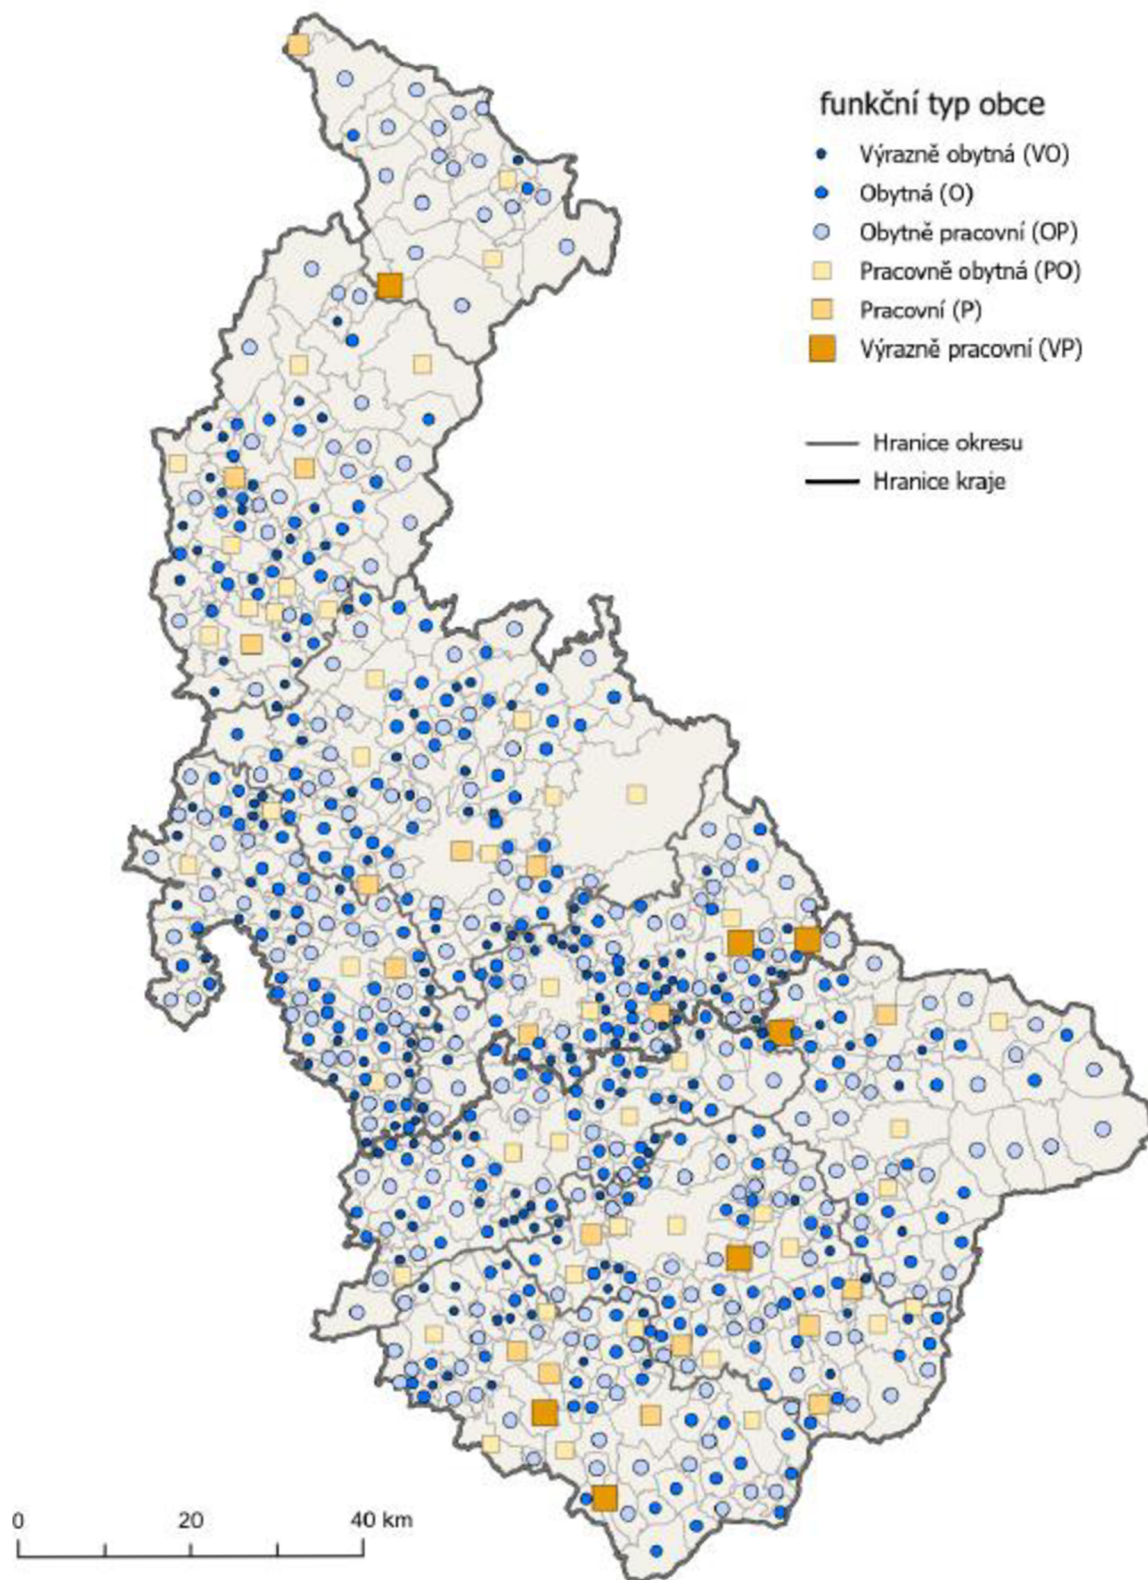 funkční typ obce
Výrazně obytná (VO)
Obytná (O)
Obytně pracovní (OP)
Pracovně obytná (PO)
Pracovní (P)
Výrazně pracovní (VP)
Hranice okresu
Hranice kraje
0 20 40 km